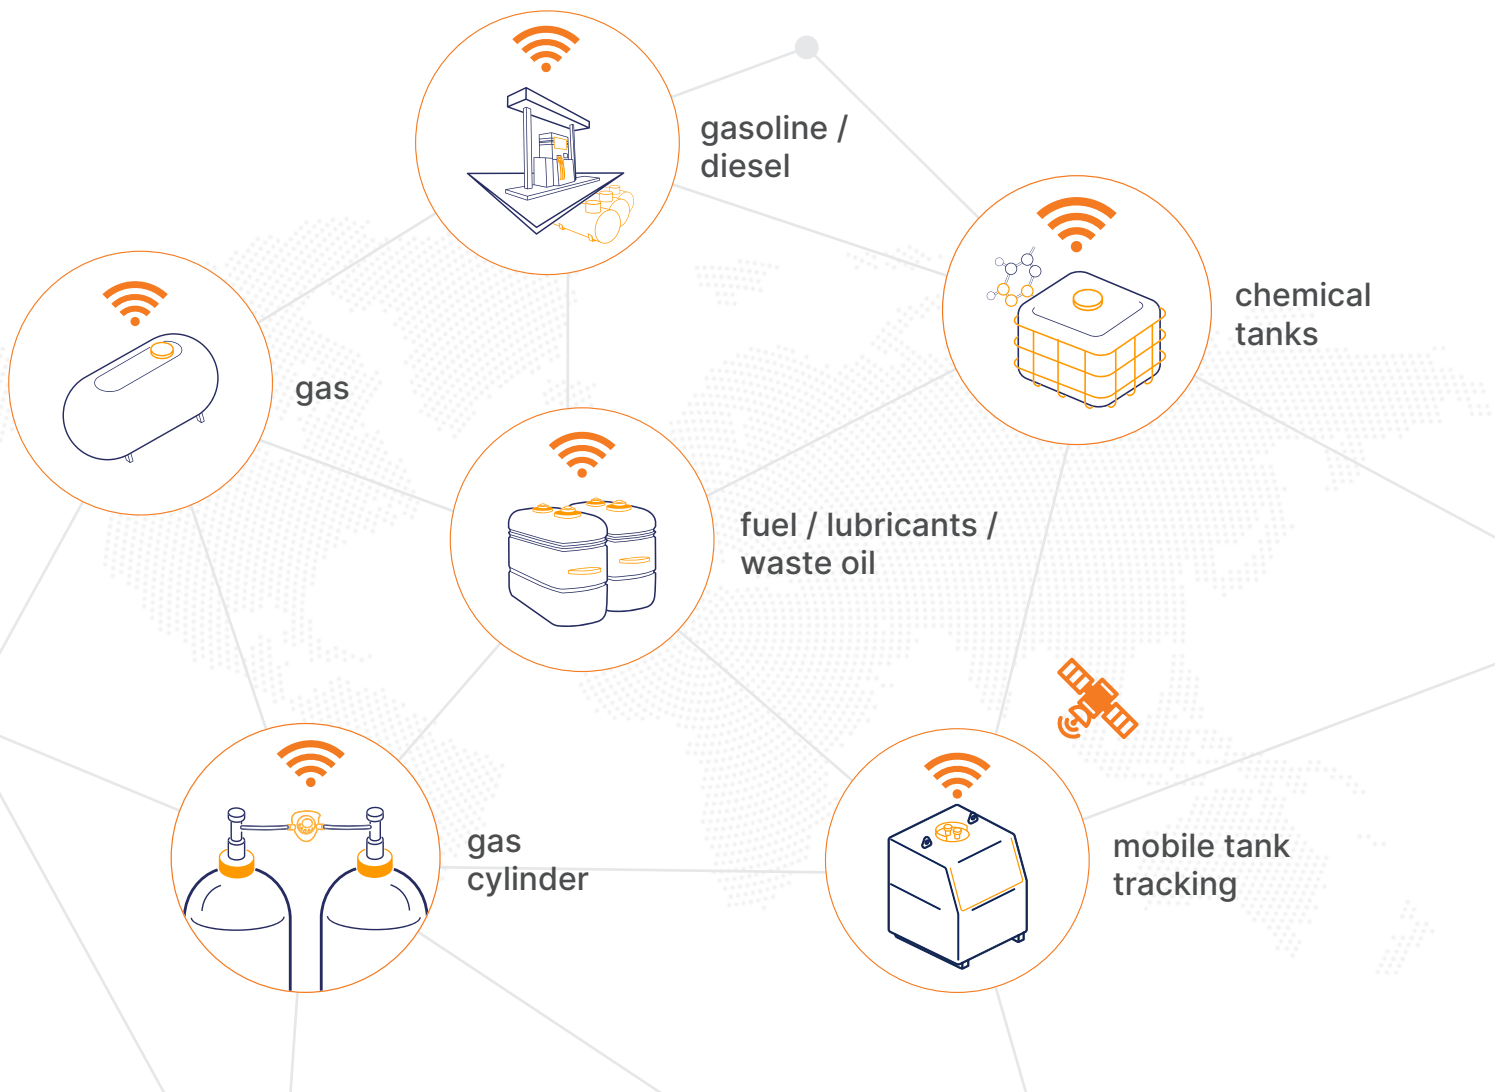 gasoline /
diesel
chemical
tanks
gas
fuel / lubricants /
waste oil
gas
cylinder
mobile tank
tracking